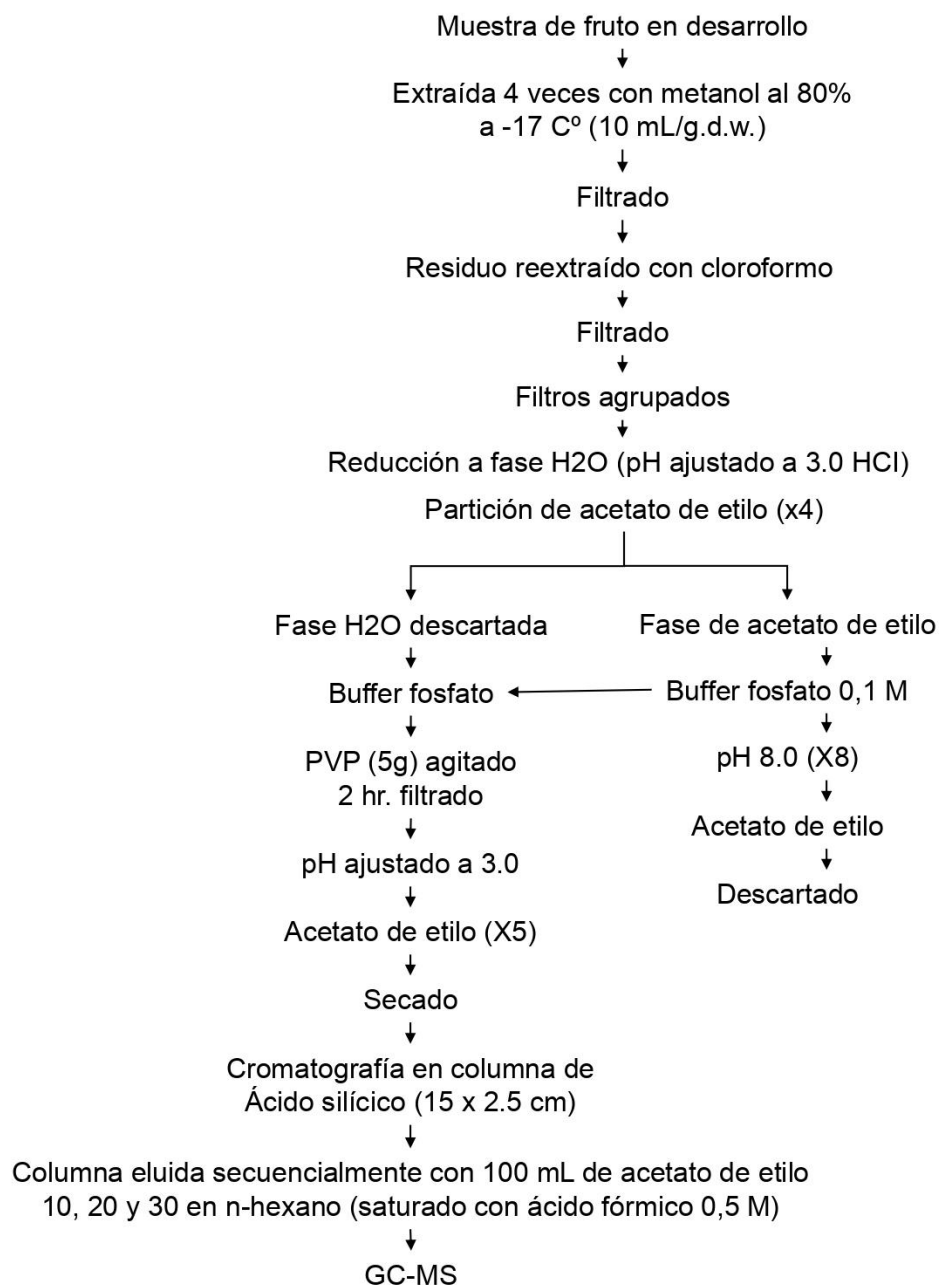 Muestra de fruto en desarrollo
Extraída 4 veces con metanol al 80%
a -17 Cº (10 mL/g.d.w.)
Filtrado
Residuo reextraído con cloroformo
Filtrado
Filtros agrupados
Reducción a fase H2O (pH ajustado a 3.0 HCl)
Partición de acetato de etilo (x4)
Fase H2O descartada
Fase de acetato de etilo
Buffer fosfato
Buffer fosfato 0,1 M
PVP (5g) agitado
2 hr. filtrado
pH 8.0 (X8)
Acetato de etilo
pH ajustado a 3.0
Descartado
Acetato de etilo (X5)
Secado
Cromatografía en columna de
Ácido silícico (15 x 2.5 cm)
Columna eluida secuencialmente con 100 mL de acetato de etilo
10, 20 y 30 en n-hexano (saturado con ácido fórmico 0,5 M)
GC-MS